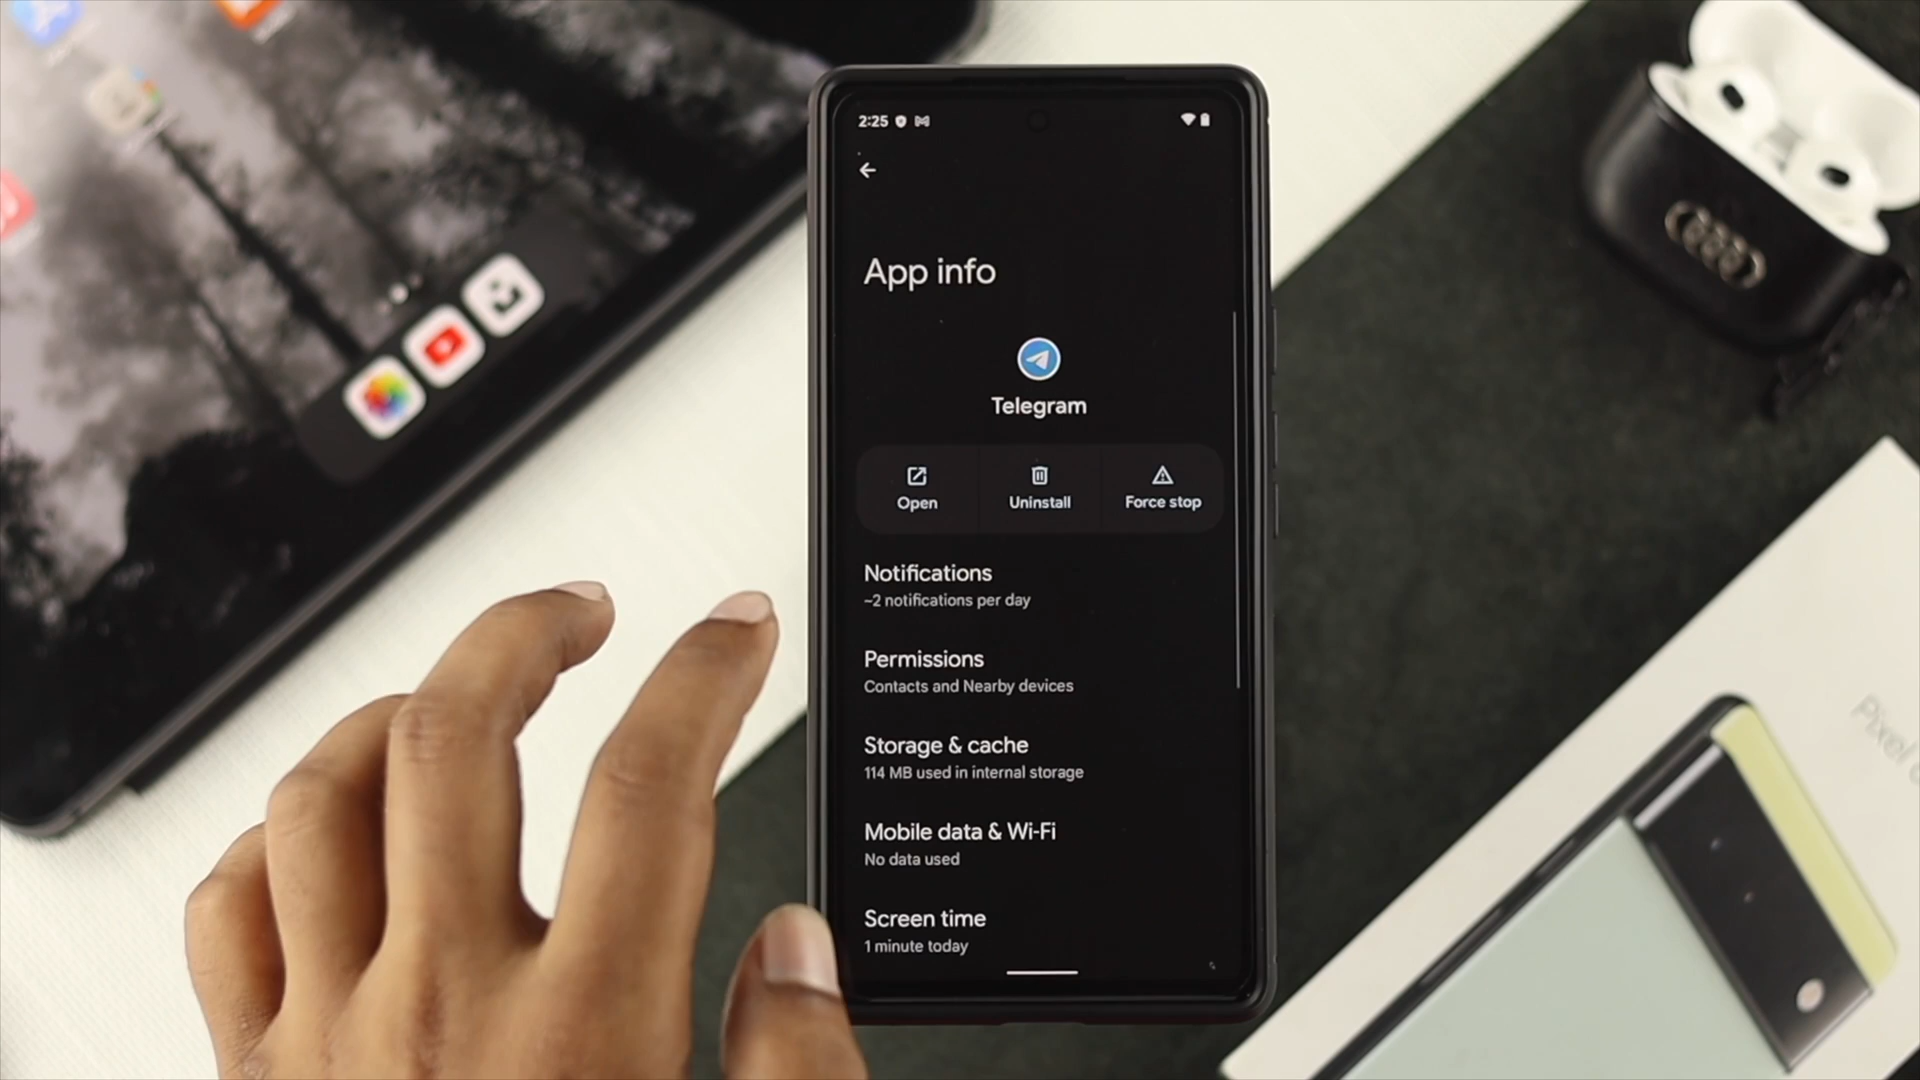 2:25
App info
Telegram
Open
Uninstall
Force stop
Notifications
~2 notifications per day
Permissions
Contacts and Nearby devices
Storage & cache
114 MB used in internal storage
Mobile data & Wi-Fi
No data used
Screen time
1 minute today
Pixel